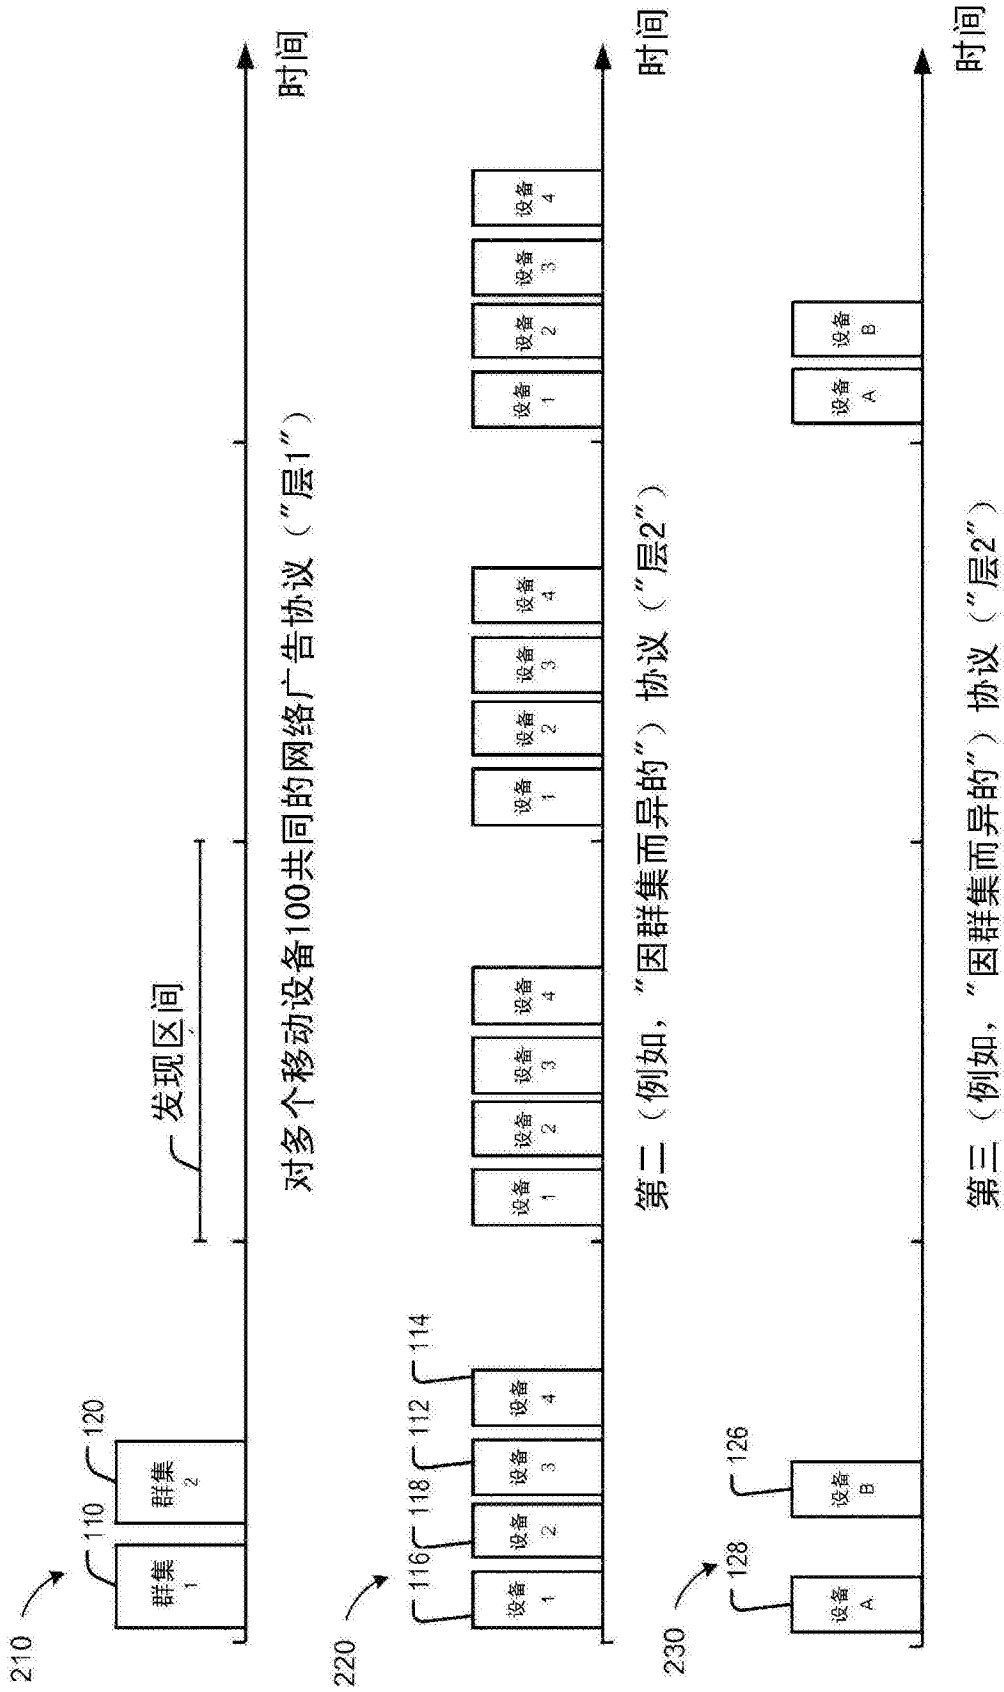 210
110
120
群集
1
群集
2
发现区间
时间
对多个移动设备100共同的网络广告协议（"层1"）
220
116
118
112
114
设备
1
设备
2
设备
3
设备
4
设备
1
设备
2
设备
3
设备
4
设备
1
设备
2
设备
3
设备
4
设备
1
设备
2
设备
3
设备
4
时间
第二（例如，"因群集而异的"）协议（"层2"）
230
128
126
设备
A
设备
B
设备
A
设备
B
时间
第三（例如，"因群集而异的"）协议（"层2"）